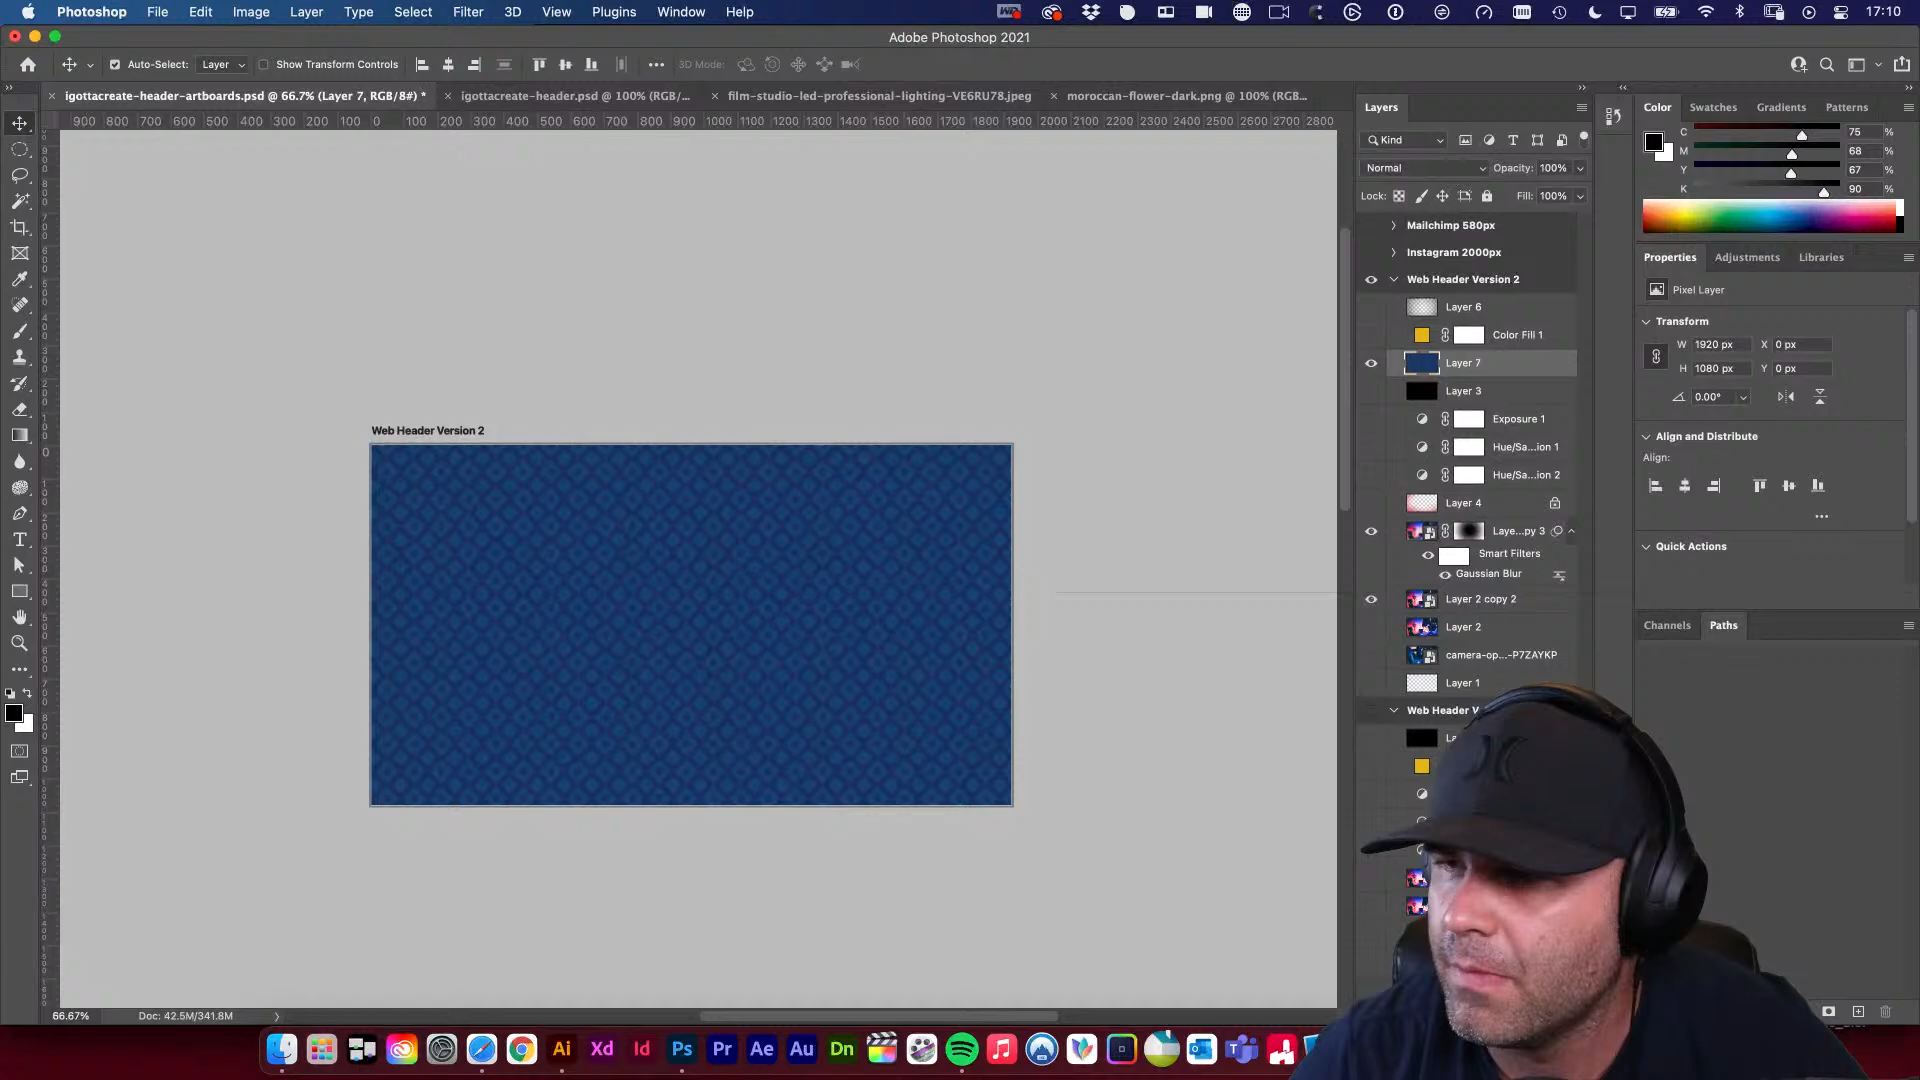 Photoshop File Edit Image Layer Type Select Filter 3D View Plugins Window Help 17:10
Adobe Photoshop 2021
Auto-Select: Layer Show Transform Controls 3D Mode:
igottacreate-header-artboards.psd @ 66.7% (Layer 7, RGB/8#) * igottacreate-header.psd @ 100% (RGB/... film-studio-led-professional-lighting-VE6RU78.jpeg moroccan-flower-dark.png @ 100% (RGB...
900 800 700 600 500 400 300 200 100 0 100 200 300 400 500 600 700 800 900 1000 1100 1200 1300 1400 1500 1600 1700 1800 1900 2000 2100 2200 2300 2400 2500 2600 2700 2800
Layers
Kind
Normal Opacity: 100%
Lock: Fill: 100%
Mailchimp 580px
Instagram 2000px
Web Header Version 2
Layer 6
Color Fill 1
Layer 7
Layer 3
Exposure 1
Hue/Sa...ion 1
Hue/Sa...ion 2
Layer 4
Laye...py 3
Smart Filters
Gaussian Blur
Layer 2 copy 2
Layer 2
camera-op...-P7ZAYKP
Layer 1
Web Header V
La
Color Swatches Gradients Patterns
C 75 %
M 68 %
Y 67 %
K 90 %
Properties Adjustments Libraries
Pixel Layer
Transform
W 1920 px X 0 px
H 1080 px Y 0 px
0.00°
Align and Distribute
Align:
Quick Actions
Channels Paths
Web Header Version 2
66.67% Doc: 42.5M/341.8M
Ai Xd Id Ps Pr Ae Au Dn